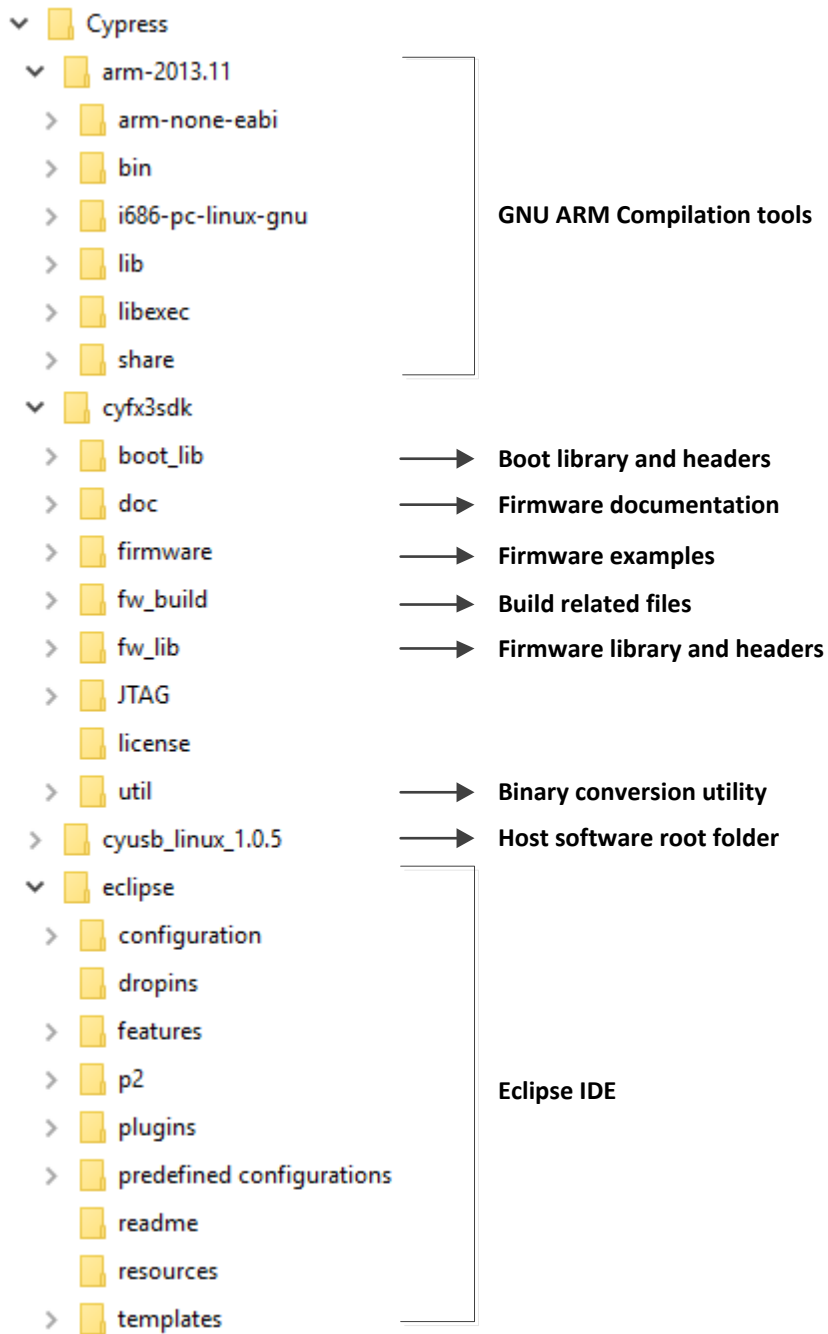 Cypress
arm-2013.11
arm-none-eabi
bin
i686-pc-linux-gnu GNU ARM Compilation tools
lib
libexec
share
cyfx3sdk
boot_lib Boot library and headers
doc Firmware documentation
firmware Firmware examples
fw_build Build related files
fw_lib Firmware library and headers
JTAG
license
util Binary conversion utility
cyusb_linux_1.0.5 Host software root folder
eclipse
configuration
dropins
features
p2 Eclipse IDE
plugins
predefined configurations
readme
resources
templates